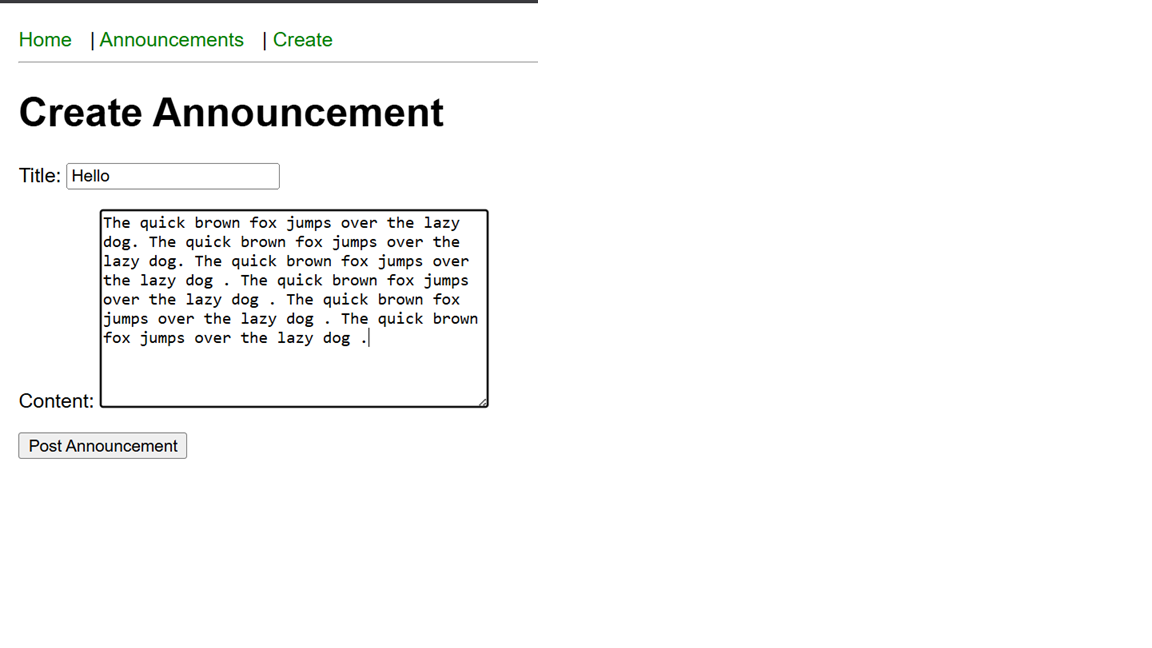 Home | Announcements | Create
Create Announcement
Title: Hello
The quick brown fox jumps over the lazy
dog. The quick brown fox jumps over the
lazy dog. The quick brown fox jumps over
the lazy dog . The quick brown fox jumps
over the lazy dog . The quick brown fox
jumps over the lazy dog . The quick brown
fox jumps over the lazy dog .
Content:
Post Announcement